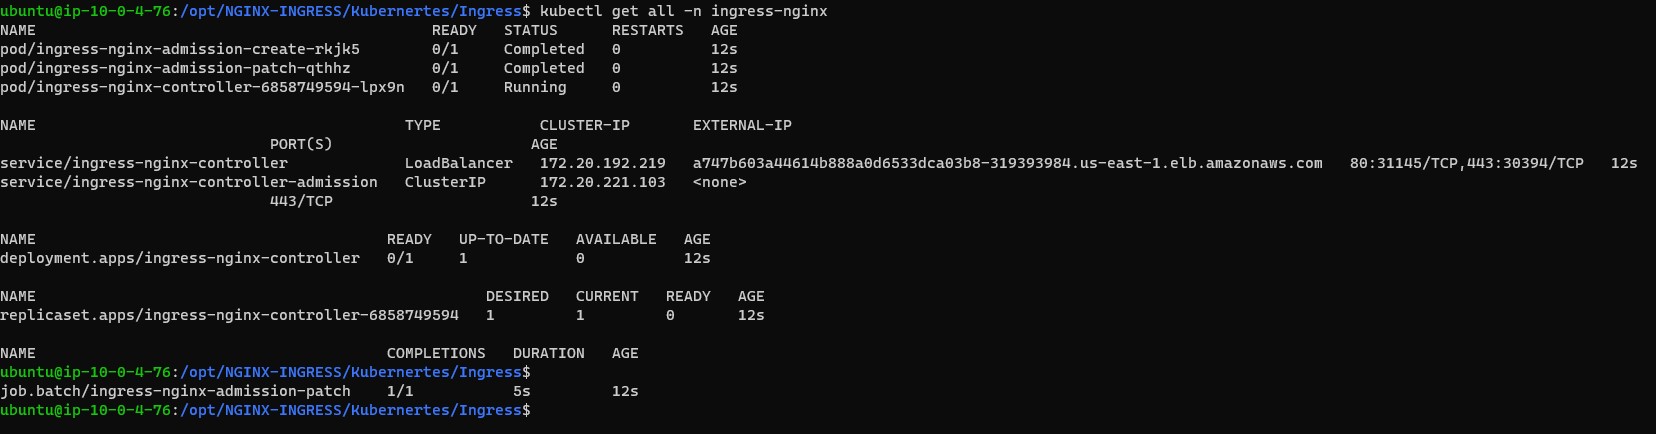 ubuntu@ip-10-0-4-76:/opt/NGINX-INGRESS/Kubernertes/Ingress$ kubectl get all -n ingress-nginx
NAME                                            READY   STATUS      RESTARTS   AGE
pod/ingress-nginx-admission-create-rkjk5        0/1     Completed   0          12s
pod/ingress-nginx-admission-patch-qthhz         0/1     Completed   0          12s
pod/ingress-nginx-controller-6858749594-lpx9n   0/1     Running     0          12s

NAME                                         TYPE           CLUSTER-IP       EXTERNAL-IP
                              PORT(S)                      AGE
service/ingress-nginx-controller             LoadBalancer   172.20.192.219   a747b603a44614b888a0d6533dca03b8-319393984.us-east-1.elb.amazonaws.com   80:31145/TCP,443:30394/TCP   12s
service/ingress-nginx-controller-admission   ClusterIP      172.20.221.103   <none>
                              443/TCP                      12s

NAME                                       READY   UP-TO-DATE   AVAILABLE   AGE
deployment.apps/ingress-nginx-controller   0/1     1            0           12s

NAME                                                  DESIRED   CURRENT   READY   AGE
replicaset.apps/ingress-nginx-controller-6858749594   1         1         0       12s

NAME                                       COMPLETIONS   DURATION   AGE
ubuntu@ip-10-0-4-76:/opt/NGINX-INGRESS/Kubernertes/Ingress$
job.batch/ingress-nginx-admission-patch    1/1           5s         12s
ubuntu@ip-10-0-4-76:/opt/NGINX-INGRESS/Kubernertes/Ingress$